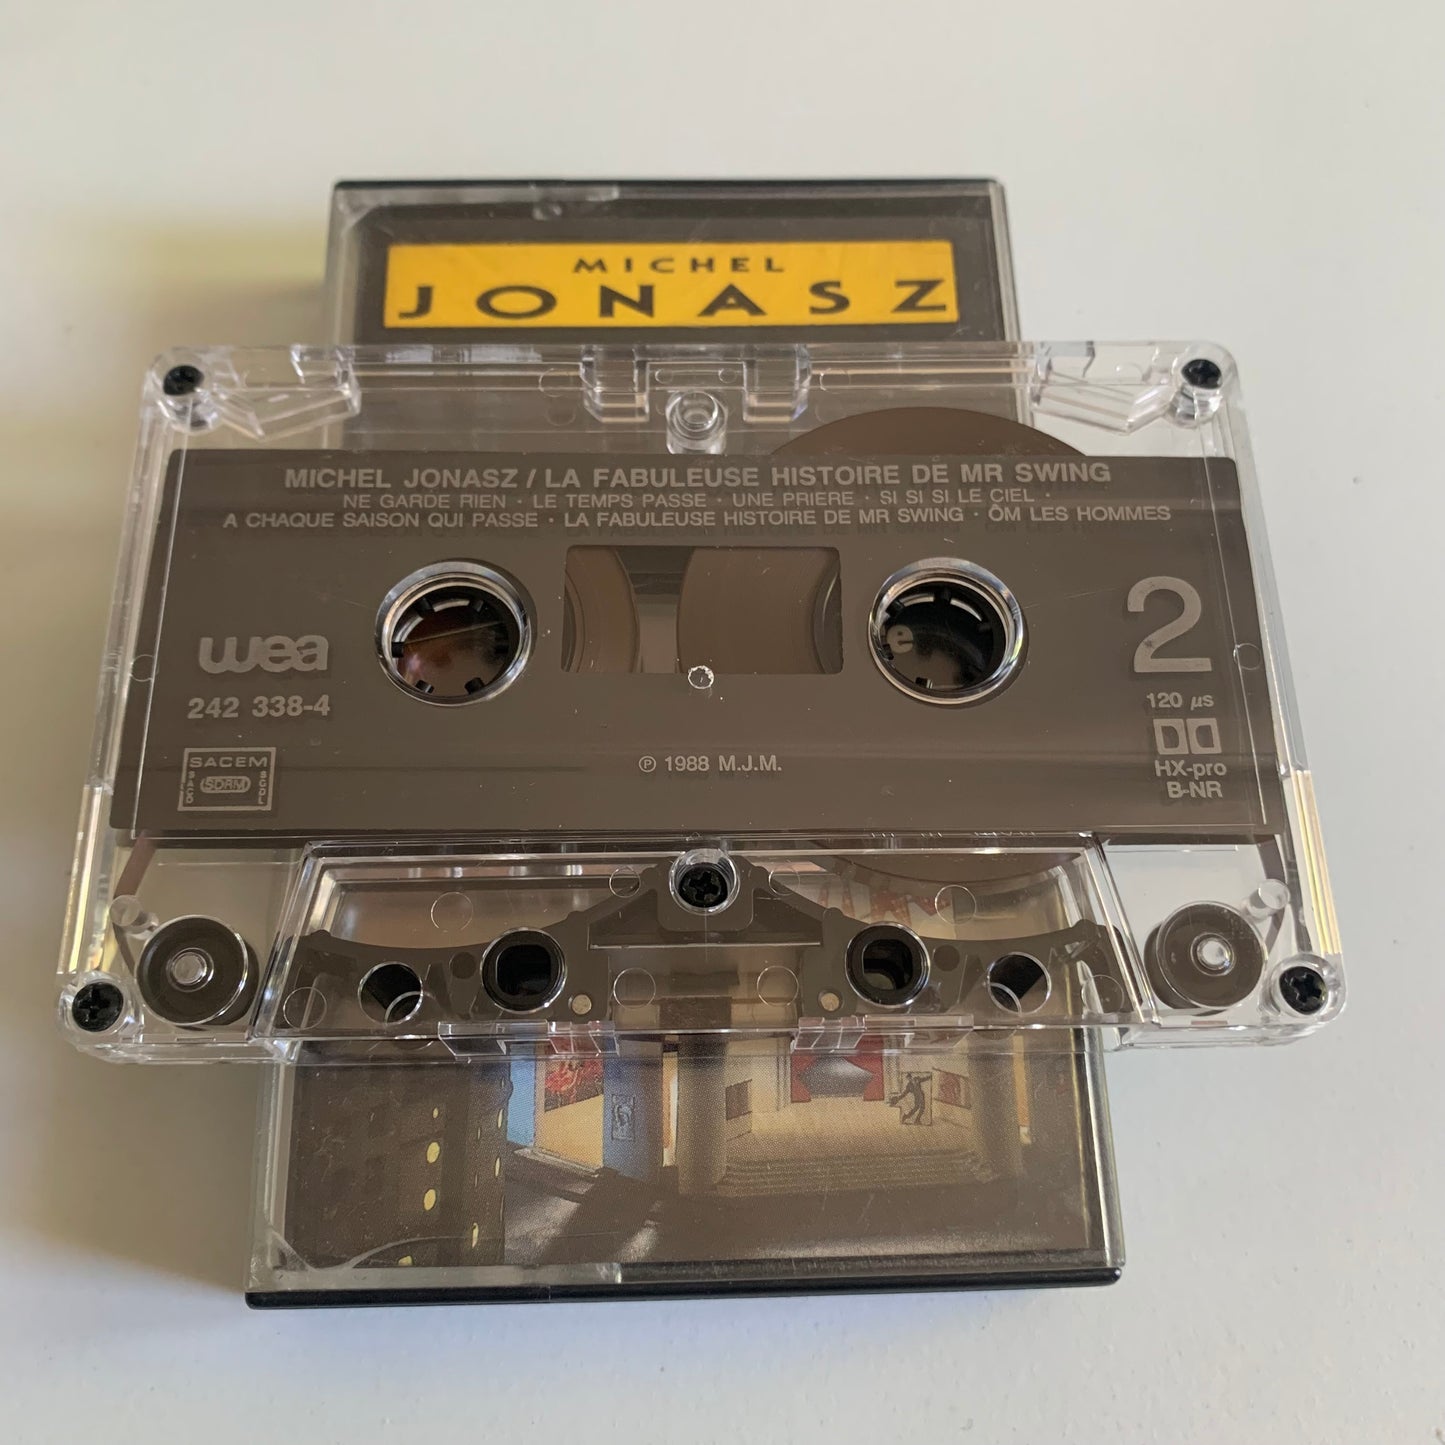 MICHEL
JONASZ
MICHEL JONASZ / LA FABULEUSE HISTOIRE DE MR SWING
NE GARDE RIEN · LE TEMPS PASSE · UNE PRIERE · SI SI SI LE CIEL ·
A CHAQUE SAISON QUI PASSE · LA FABULEUSE HISTOIRE DE MR SWING · ÔM LES HOMMES
wea
242 338-4
e
2
120 µs
HX-pro
B-NR
SACEM
SACD
SDRM
SGDL
℗ 1988 M.J.M.